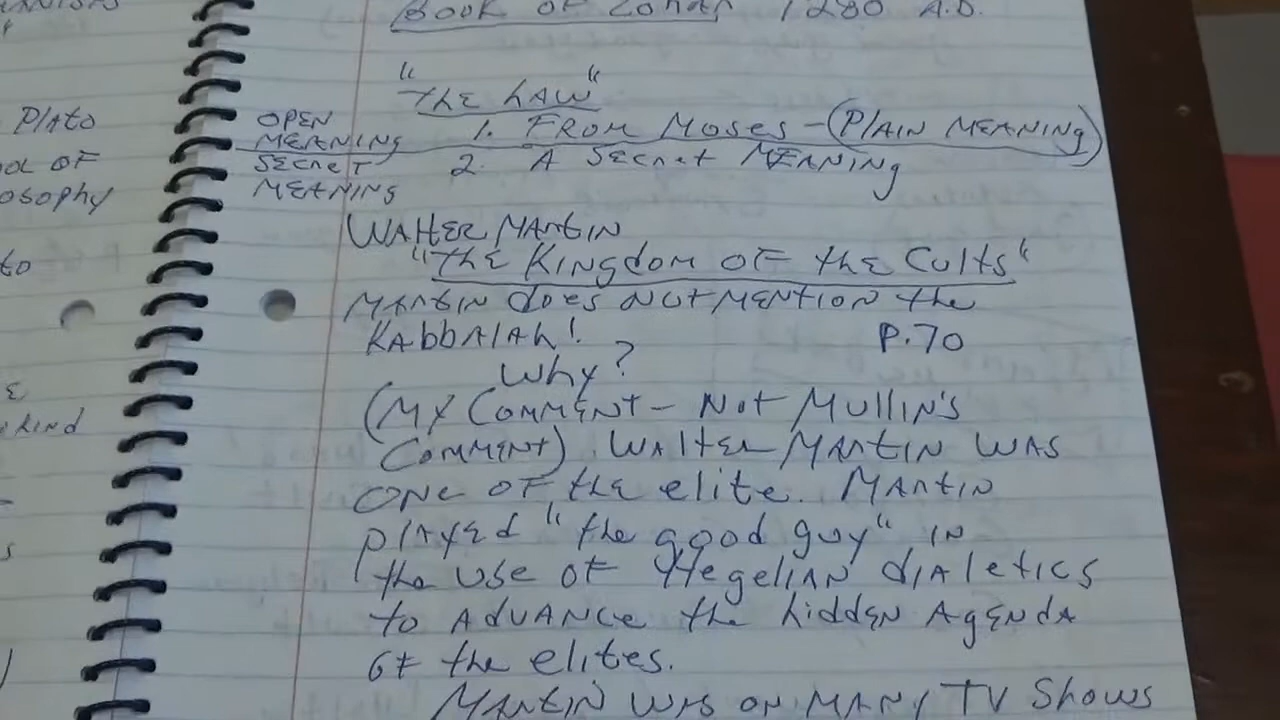 Book of Zohar 1280 A.D.
"The Law"
OPEN MEANING 1. From Moses - (Plain Meaning)
SECRET MEANING 2. A Secret Meaning
Walter Martin
"The Kingdom of the Cults"
Martin does not mention the
Kabbalah! P.70
Why?
(My Comment - Not Mullin's
Comment). Walter Martin was
one of the elite. Martin
played "the good guy" in
the use of Hegelian dialetics
to advance the hidden Agenda
of the elites.
Martin was on many TV Shows
Plato
of
osophy
to